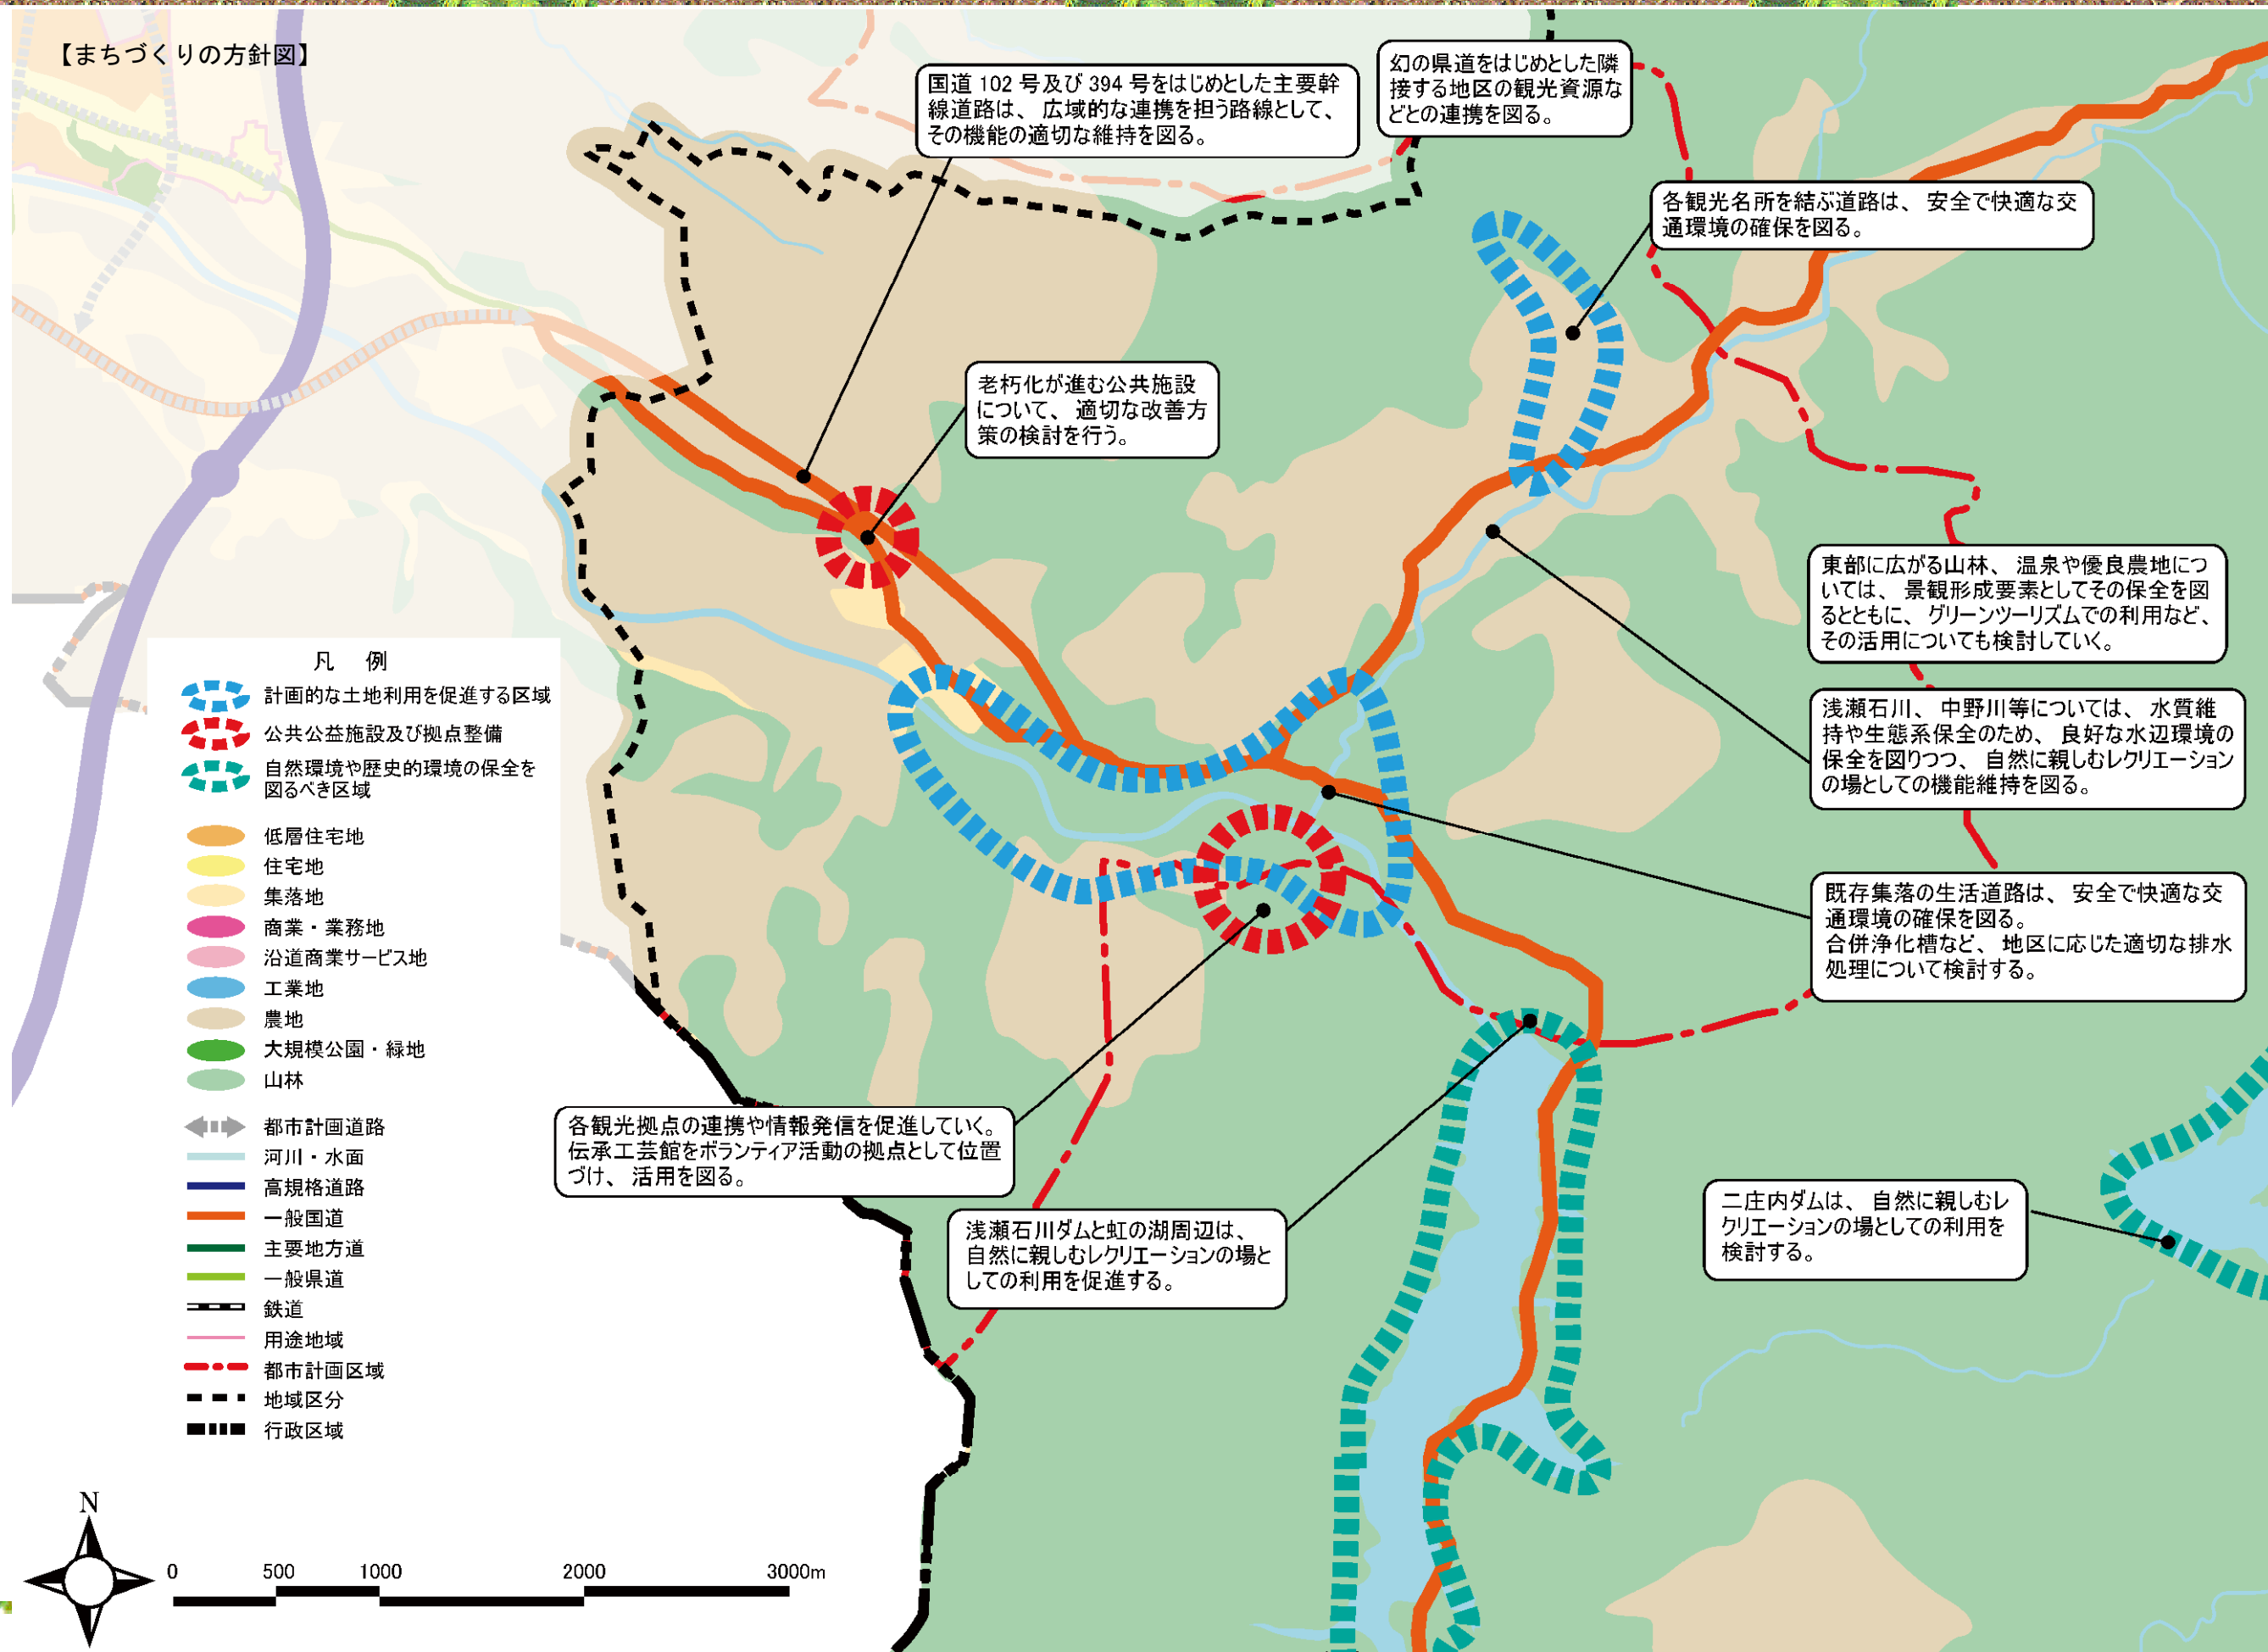 【まちづくりの方針図】
国道 102 号及び 394 号をはじめとした主要幹
線道路は、 広域的な連携を担う路線として、
その機能の適切な維持を図る。
幻の県道をはじめとした隣
接する地区の観光資源な
どとの連携を図る。
各観光名所を結ぶ道路は、 安全で快適な交
通環境の確保を図る。
老朽化が進む公共施設
について、 適切な改善方
策の検討を行う。
東部に広がる山林、 温泉や優良農地につ
いては、 景観形成要素としてその保全を図
るとともに、 グリーンツーリズムでの利用など、
その活用についても検討していく。
浅瀬石川、 中野川等については、 水質維
持や生態系保全のため、 良好な水辺環境の
保全を図りつつ、 自然に親しむレクリエーション
の場としての機能維持を図る。
既存集落の生活道路は、 安全で快適な交
通環境の確保を図る。
合併浄化槽など、 地区に応じた適切な排水
処理について検討する。
各観光拠点の連携や情報発信を促進していく。
伝承工芸館をボランティア活動の拠点として位置
づけ、 活用を図る。
浅瀬石川ダムと虹の湖周辺は、
自然に親しむレクリエーションの場と
しての利用を促進する。
二庄内ダムは、 自然に親しむレ
クリエーションの場としての利用を
検討する。
凡 例
計画的な土地利用を促進する区域
公共公益施設及び拠点整備
自然環境や歴史的環境の保全を
図るべき区域
低層住宅地
住宅地
集落地
商業・業務地
沿道商業サービス地
工業地
農地
大規模公園・緑地
山林
都市計画道路
河川・水面
高規格道路
一般国道
主要地方道
一般県道
鉄道
用途地域
都市計画区域
地域区分
行政区域
N
0 500 1000 2000 3000m